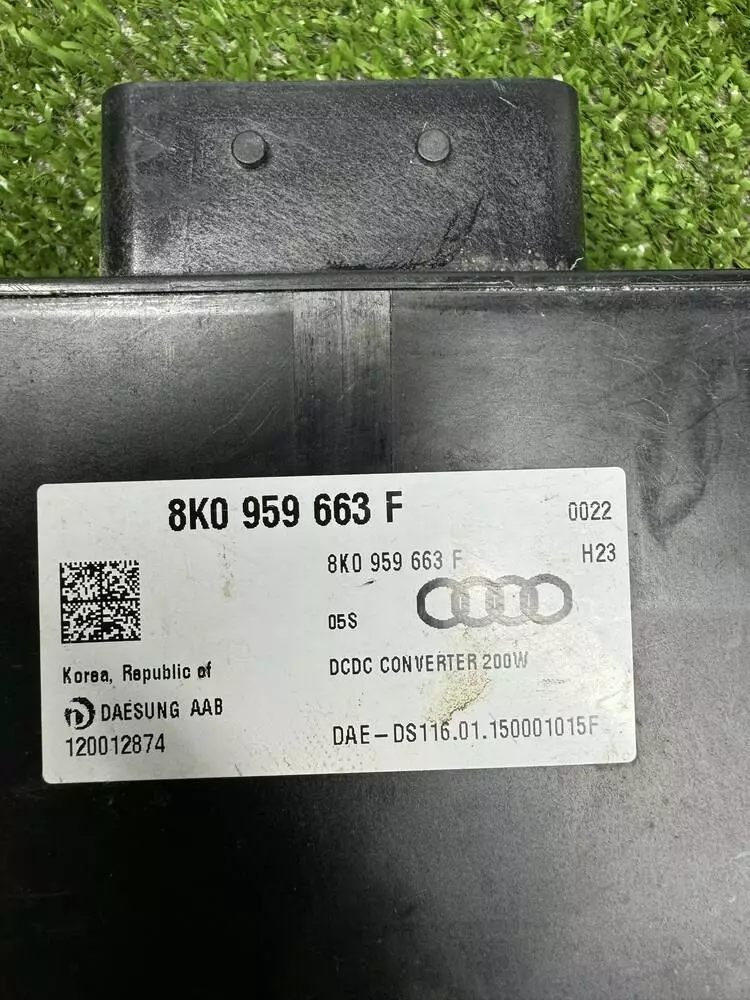 8K0 959 663 F
0022
8K0 959 663 F
H23
05S
DCDC CONVERTER 200W
Korea, Republic of
DAESUNG AAB
120012874
DAE-DS116.01.150001015F